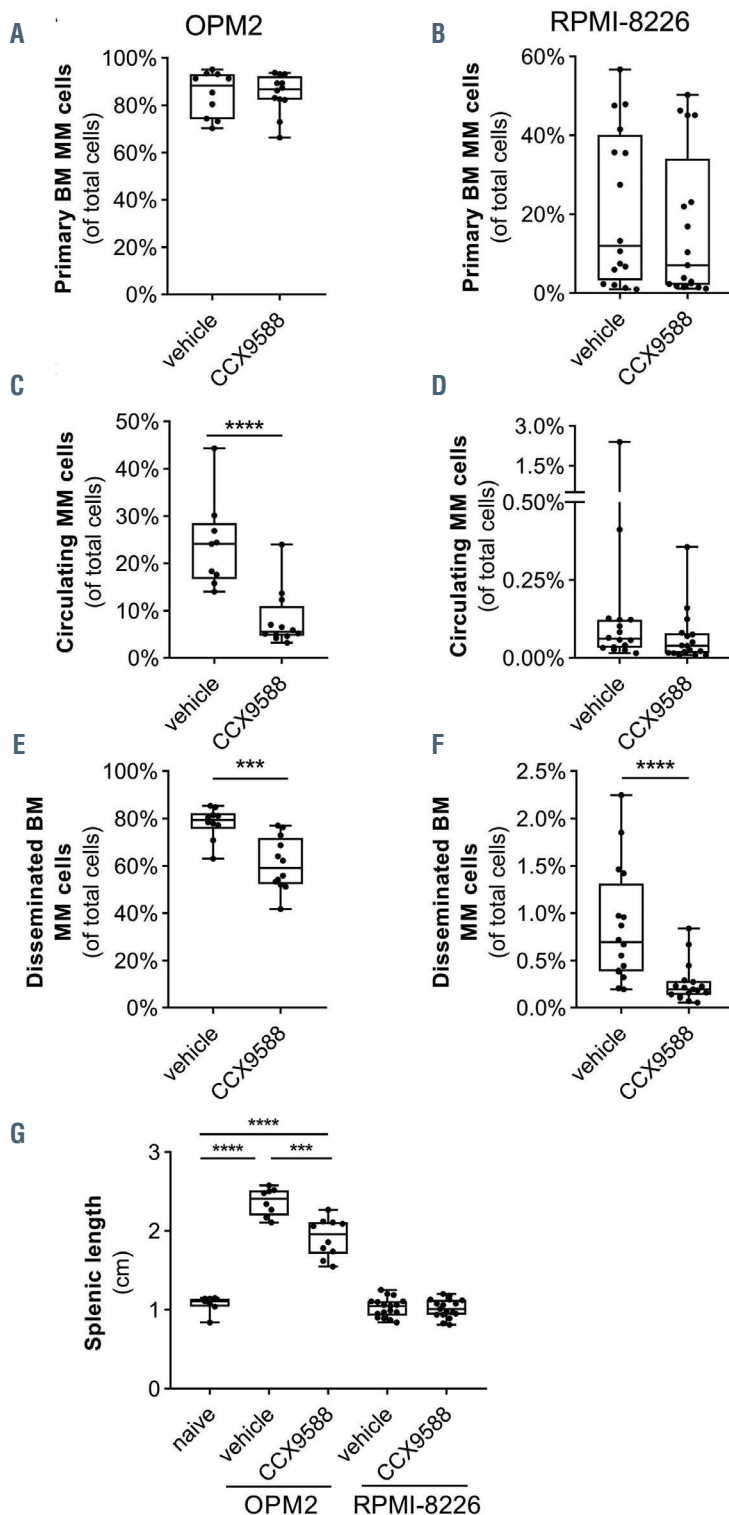 OPM2
RPMI-8226
A
Primary BM MM cells
(of total cells)
100%
80%
60%
40%
20%
0%
vehicle
CCX9588
B
Primary BM MM cells
(of total cells)
60%
40%
20%
0%
vehicle
CCX9588
C
Circulating MM cells
(of total cells)
50%
40%
30%
20%
10%
0%
****
vehicle
CCX9588
D
Circulating MM cells
(of total cells)
3.0%
1.5%
0.50%
0.25%
0.00%
vehicle
CCX9588
E
Disseminated BM
MM cells
(of total cells)
100%
80%
60%
40%
20%
0%
***
vehicle
CCX9588
F
Disseminated BM
MM cells
(of total cells)
2.5%
2.0%
1.5%
1.0%
0.5%
0.0%
****
vehicle
CCX9588
G
Splenic length
(cm)
3
2
1
0
****
****
***
naive
vehicle
CCX9588
vehicle
CCX9588
OPM2
RPMI-8226